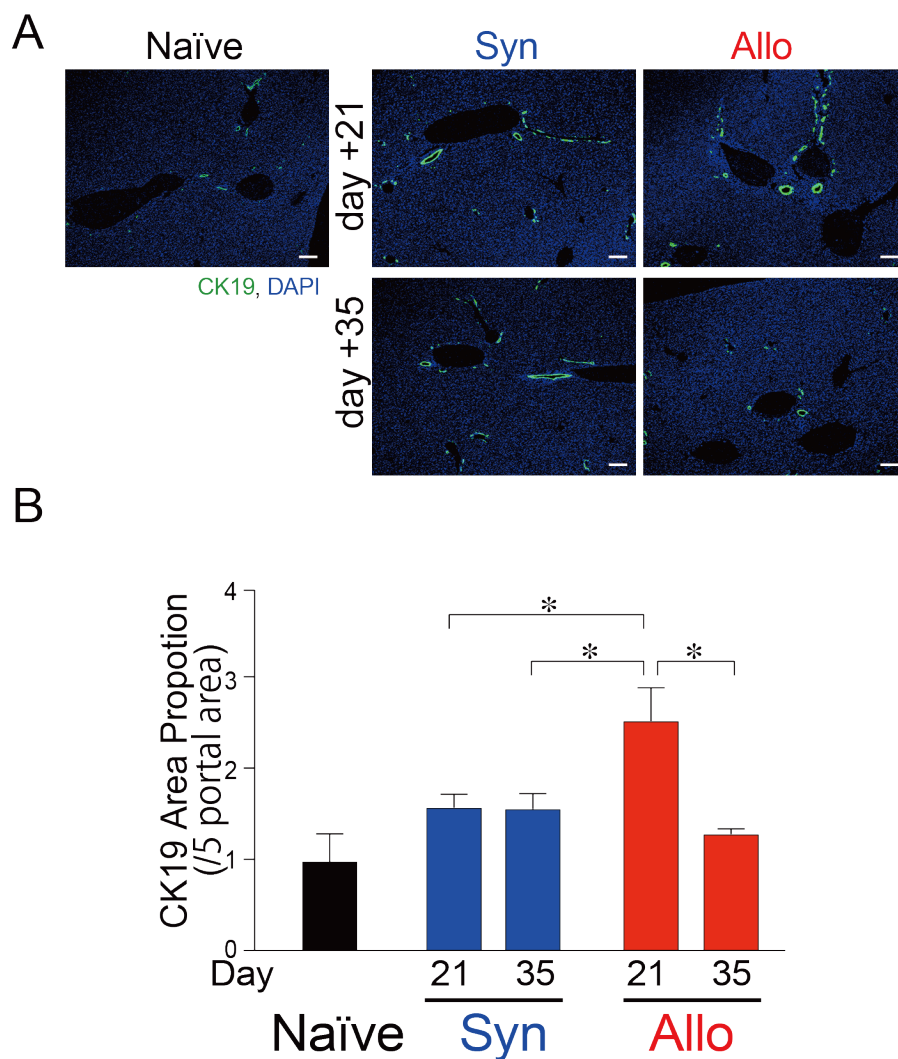 A
Naïve
Syn
Allo
day +21
CK19, DAPI
day +35
B
CK19 Area Propotion
(/5 portal area)
4
3
2
1
0
*
*
*
Day
21
35
21
35
Naïve
Syn
Allo